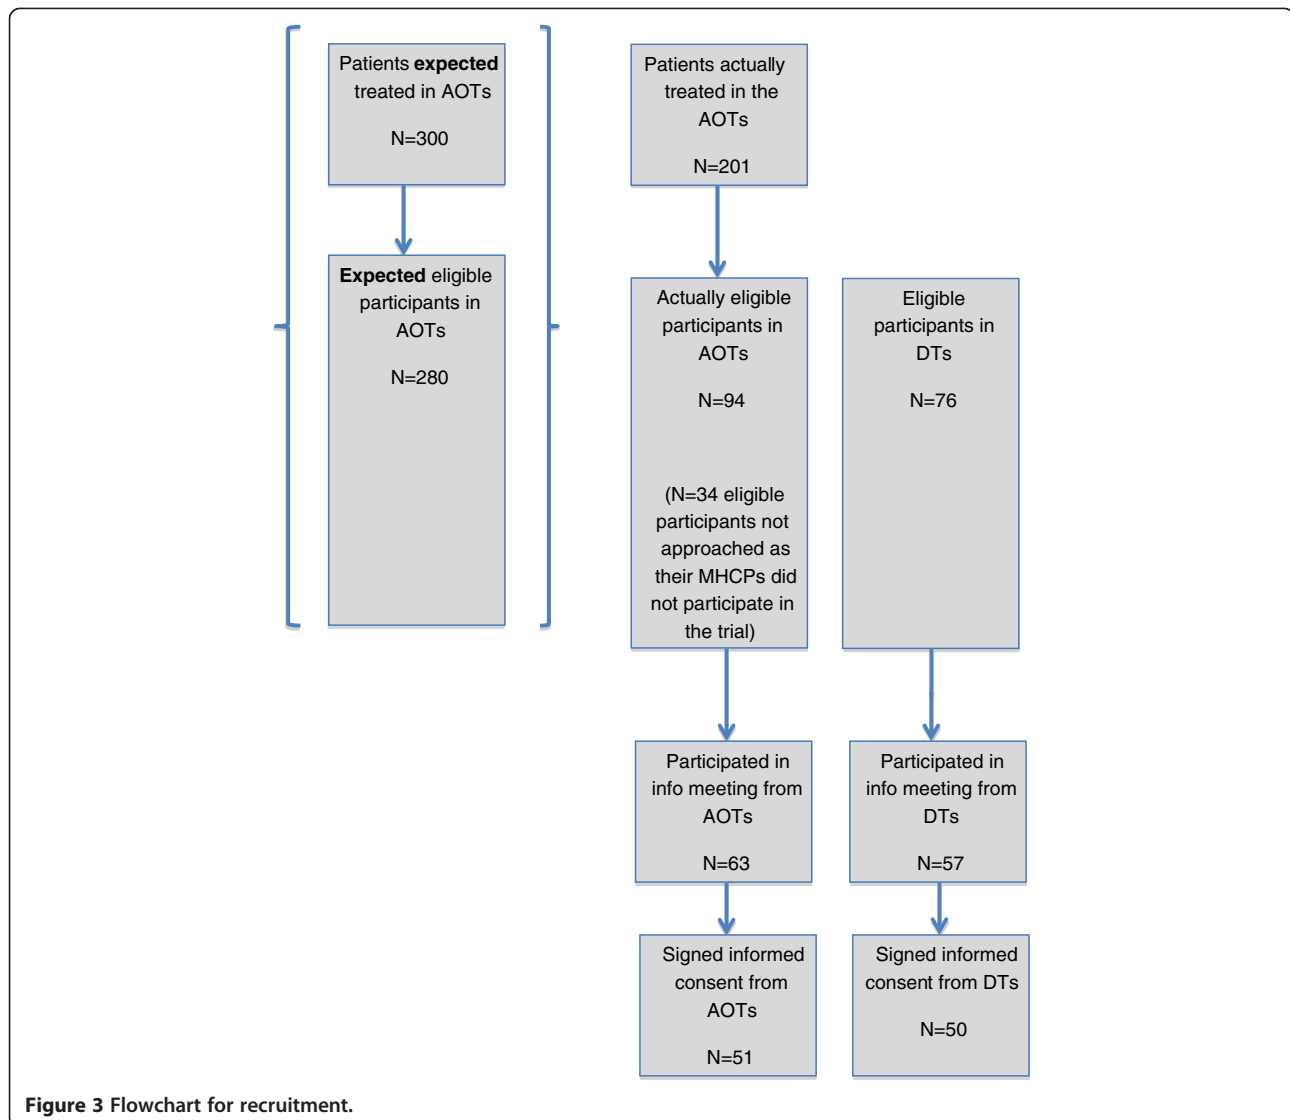 Patients expected
treated in AOTs
N=300
Expected eligible
participants in
AOTs
N=280
Patients actually
treated in the
AOTs
N=201
Actually eligible
participants in
AOTs
N=94
(N=34 eligible
participants not
approached as
their MHCPs did
not participate in
the trial)
Eligible
participants in
DTs
N=76
Participated in
info meeting from
AOTs
N=63
Participated in
info meeting from
DTs
N=57
Signed informed
consent from
AOTs
N=51
Signed informed
consent from DTs
N=50
Figure 3 Flowchart for recruitment.